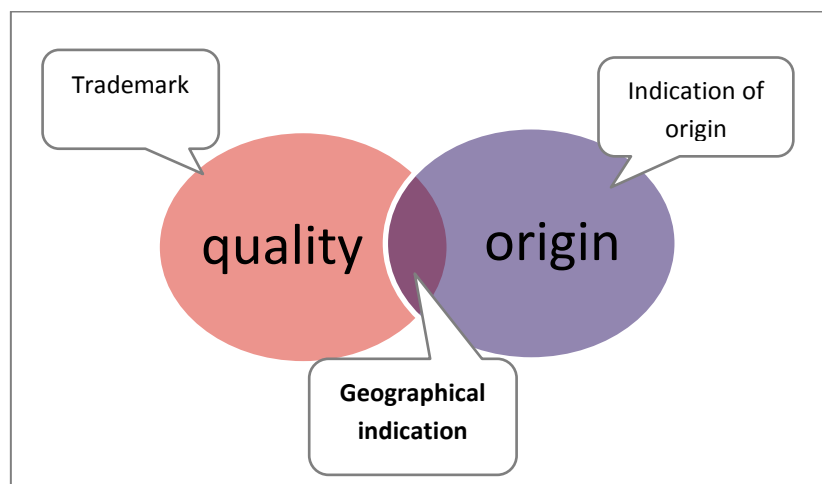 Trademark
Indication of
origin
quality
origin
Geographical
indication